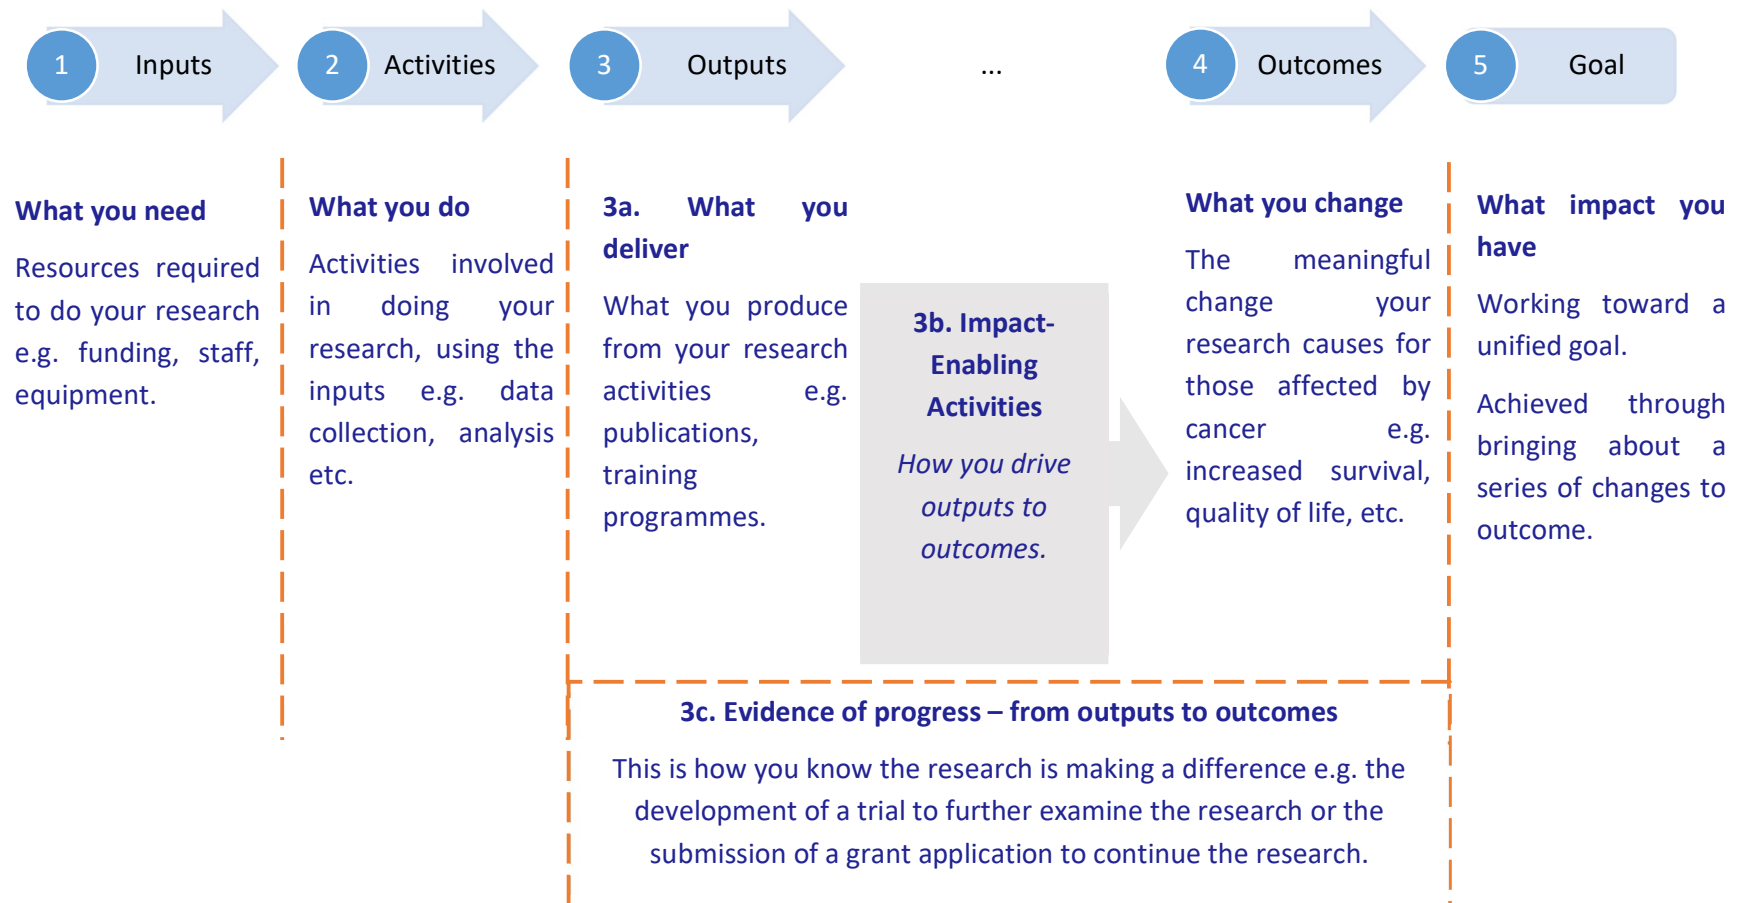 1 Inputs
2 Activities
3 Outputs
...
4 Outcomes
5 Goal
What you need
Resources required
to do your research
e.g. funding, staff,
equipment.
What you do
Activities involved
in doing your
research, using the
inputs e.g. data
collection, analysis
etc.
3a. What you
deliver
What you produce
from your research
activities e.g.
publications,
training
programmes.
3b. Impact-
Enabling
Activities
How you drive
outputs to
outcomes.
What you change
The meaningful
change your
research causes for
those affected by
cancer e.g.
increased survival,
quality of life, etc.
What impact you
have
Working toward a
unified goal.
Achieved through
bringing about a
series of changes to
outcome.
3c. Evidence of progress – from outputs to outcomes
This is how you know the research is making a difference e.g. the
development of a trial to further examine the research or the
submission of a grant application to continue the research.